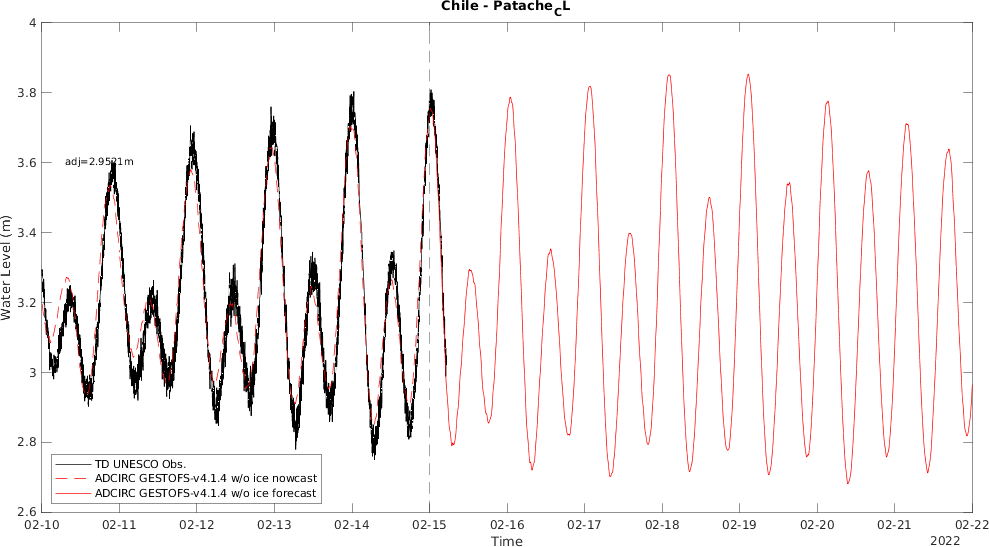 Chile - Patache_CL
4
3.8
3.6
3.4
3.2
3
2.8
2.6
Water Level (m)
adj=2.9521m
TD UNESCO Obs.
ADCIRC GESTOFS-v4.1.4 w/o ice nowcast
ADCIRC GESTOFS-v4.1.4 w/o ice forecast
02-10 02-11 02-12 02-13 02-14 02-15 02-16 02-17 02-18 02-19 02-20 02-21 02-22
Time
2022